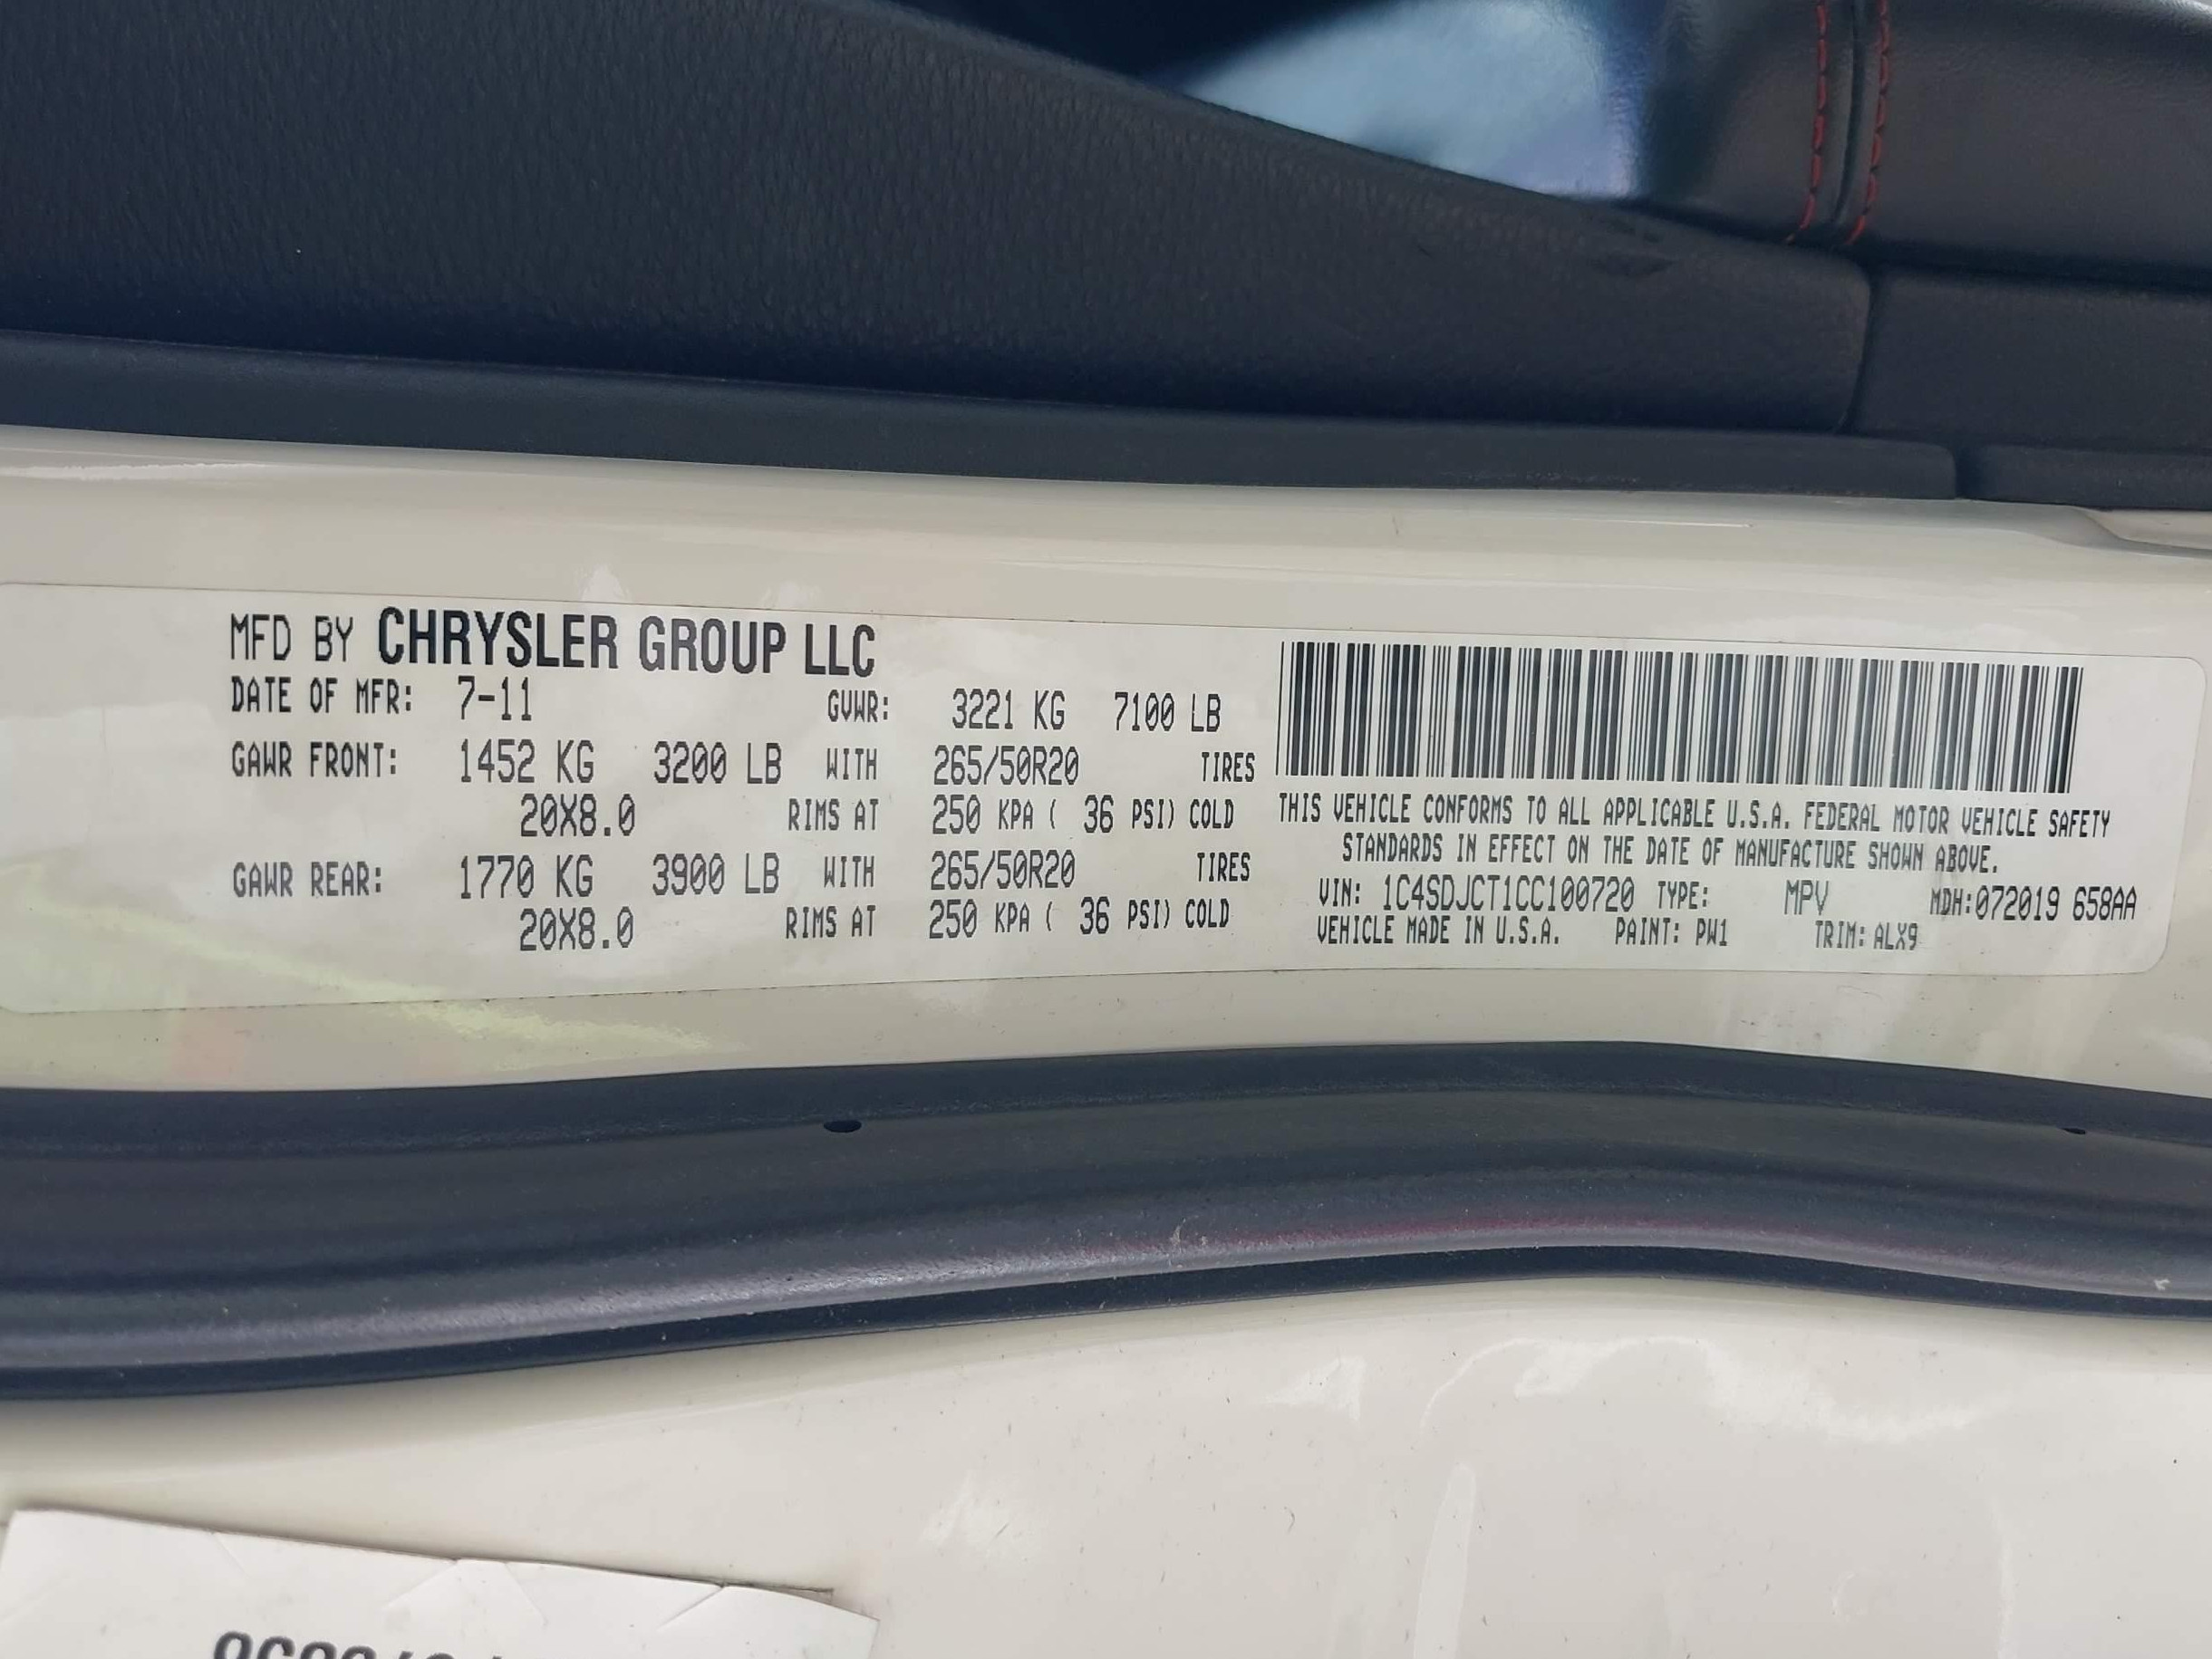 MFD BY CHRYSLER GROUP LLC
DATE OF MFR: 7-11 GVWR: 3221 KG 7100 LB
GAWR FRONT: 1452 KG 3200 LB WITH 265/50R20 TIRES
20X8.0 RIMS AT 250 KPA ( 36 PSI) COLD
GAWR REAR: 1770 KG 3900 LB WITH 265/50R20 TIRES
20X8.0 RIMS AT 250 KPA ( 36 PSI) COLD
THIS VEHICLE CONFORMS TO ALL APPLICABLE U.S.A. FEDERAL MOTOR VEHICLE SAFETY
STANDARDS IN EFFECT ON THE DATE OF MANUFACTURE SHOWN ABOVE.
VIN: 1C4SDJCT1CC100720 TYPE: MPV MDH:072019 658AA
VEHICLE MADE IN U.S.A. PAINT: PW1 TRIM: ALX9